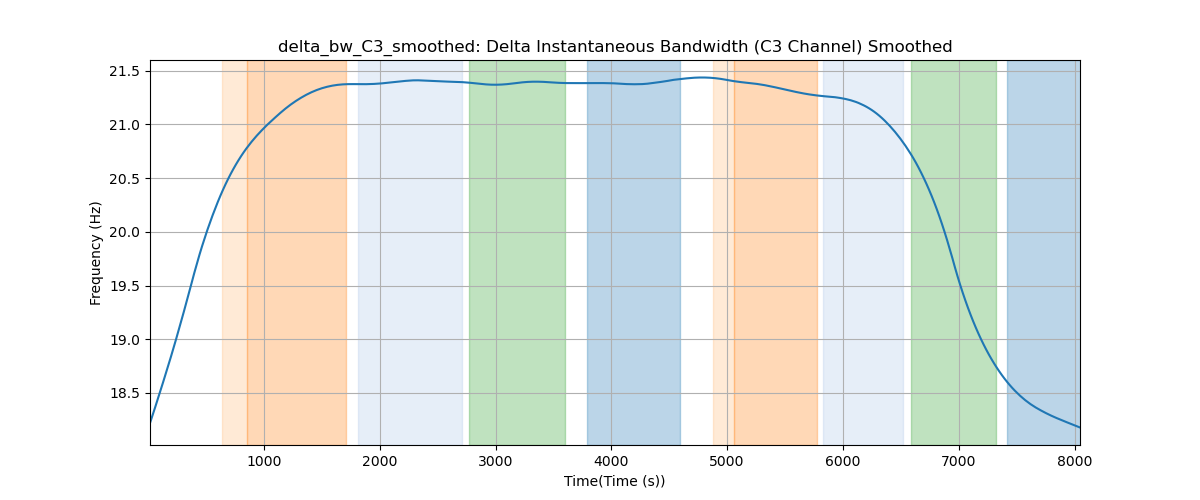 delta_bw_C3_smoothed: Delta Instantaneous Bandwidth (C3 Channel) Smoothed
Frequency (Hz)
21.5
21.0
20.5
20.0
19.5
19.0
18.5
1000 2000 3000 4000 5000 6000 7000 8000
Time(Time (s))